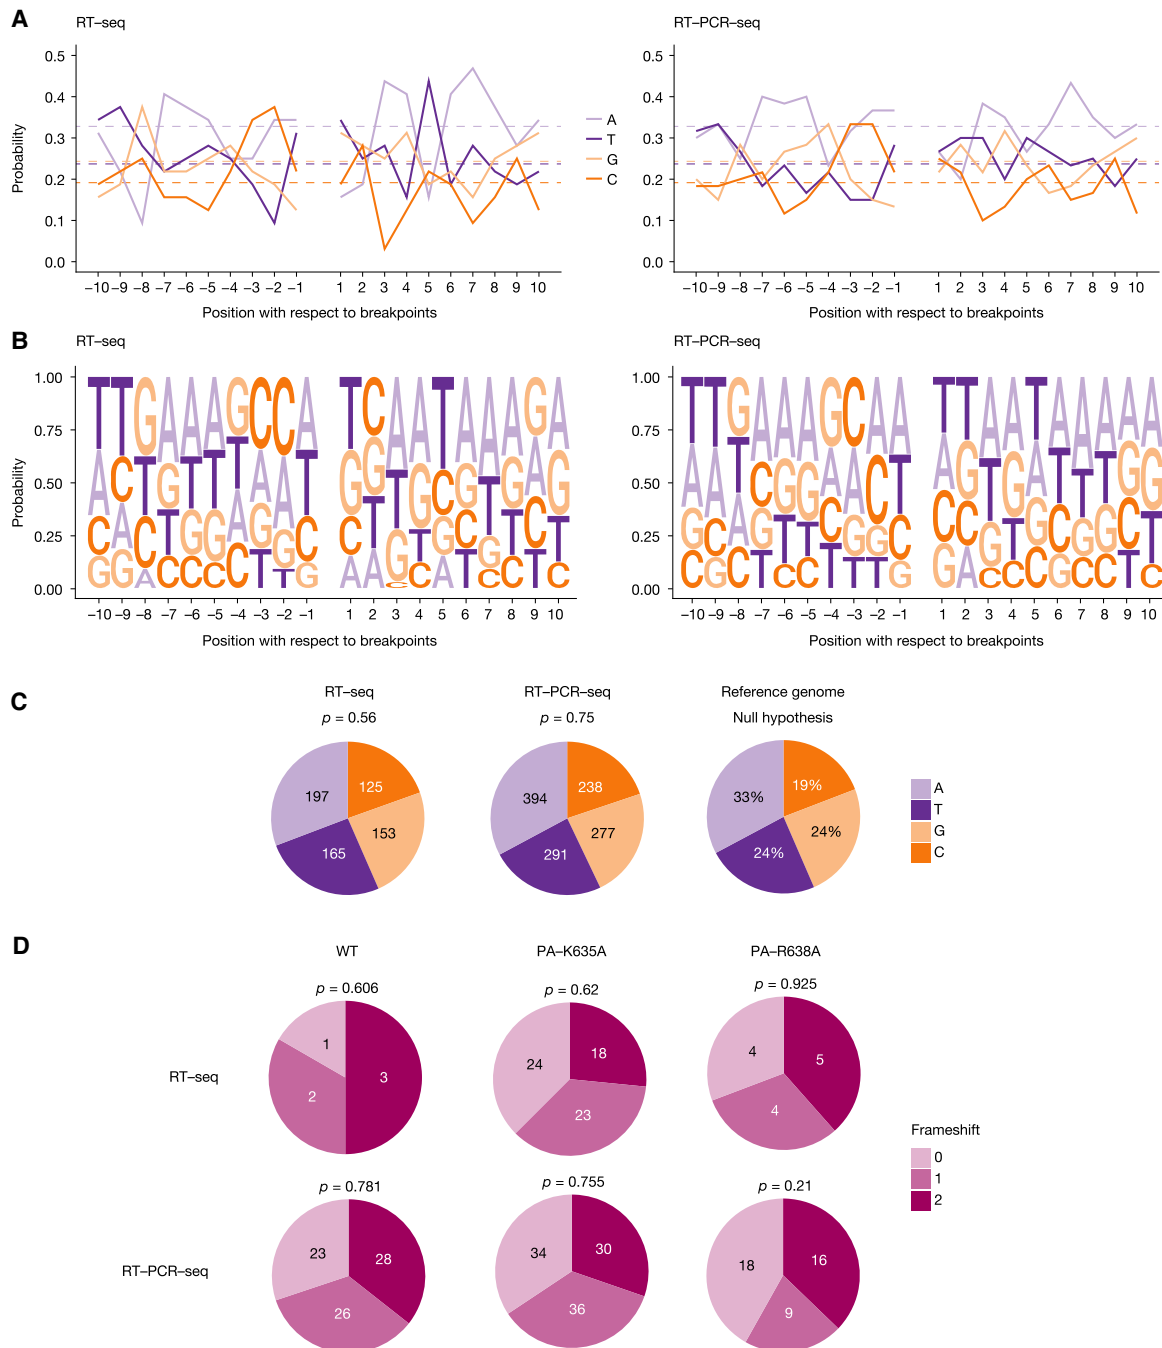 A
RT–seq
RT–PCR–seq
Probability
0.5
0.4
0.3
0.2
0.1
0.0
–10 –9 –8 –7 –6 –5 –4 –3 –2 –1 1 2 3 4 5 6 7 8 9 10
Position with respect to breakpoints
A
T
G
C
Probability
0.5
0.4
0.3
0.2
0.1
0.0
–10 –9 –8 –7 –6 –5 –4 –3 –2 –1 1 2 3 4 5 6 7 8 9 10
Position with respect to breakpoints
B
RT–seq
RT–PCR–seq
Probability
1.00
0.75
0.50
0.25
0.00
T T G A A A G C C A T C A A T A A A G A
A C T G T T T A A T G G T G C G T G A G
C A C T G G A G G C C T G T G C G T C T
G G A C C C C T T G A A C C A T C C T C
–10 –9 –8 –7 –6 –5 –4 –3 –2 –1 1 2 3 4 5 6 7 8 9 10
Position with respect to breakpoints
1.00
0.75
0.50
0.25
0.00
T T G A A A G C A A T T A A T A A A A A
A A T C G G A A C T A G T G A T T T G G
G C A G T T C G G C C C G T G C G G C T
C G C T C C T T T G G A C C C G C C T C
–10 –9 –8 –7 –6 –5 –4 –3 –2 –1 1 2 3 4 5 6 7 8 9 10
Position with respect to breakpoints
C
RT–seq
p = 0.56
197
125
153
165
RT–PCR–seq
p = 0.75
394
238
277
291
Reference genome
Null hypothesis
33%
19%
24%
24%
A
T
G
C
D
WT
PA–K635A
PA–R638A
RT–seq
p = 0.606
1
3
2
p = 0.62
24
18
23
p = 0.925
4
5
4
Frameshift
0
1
2
RT–PCR–seq
p = 0.781
23
28
26
p = 0.755
34
30
36
p = 0.21
18
16
9